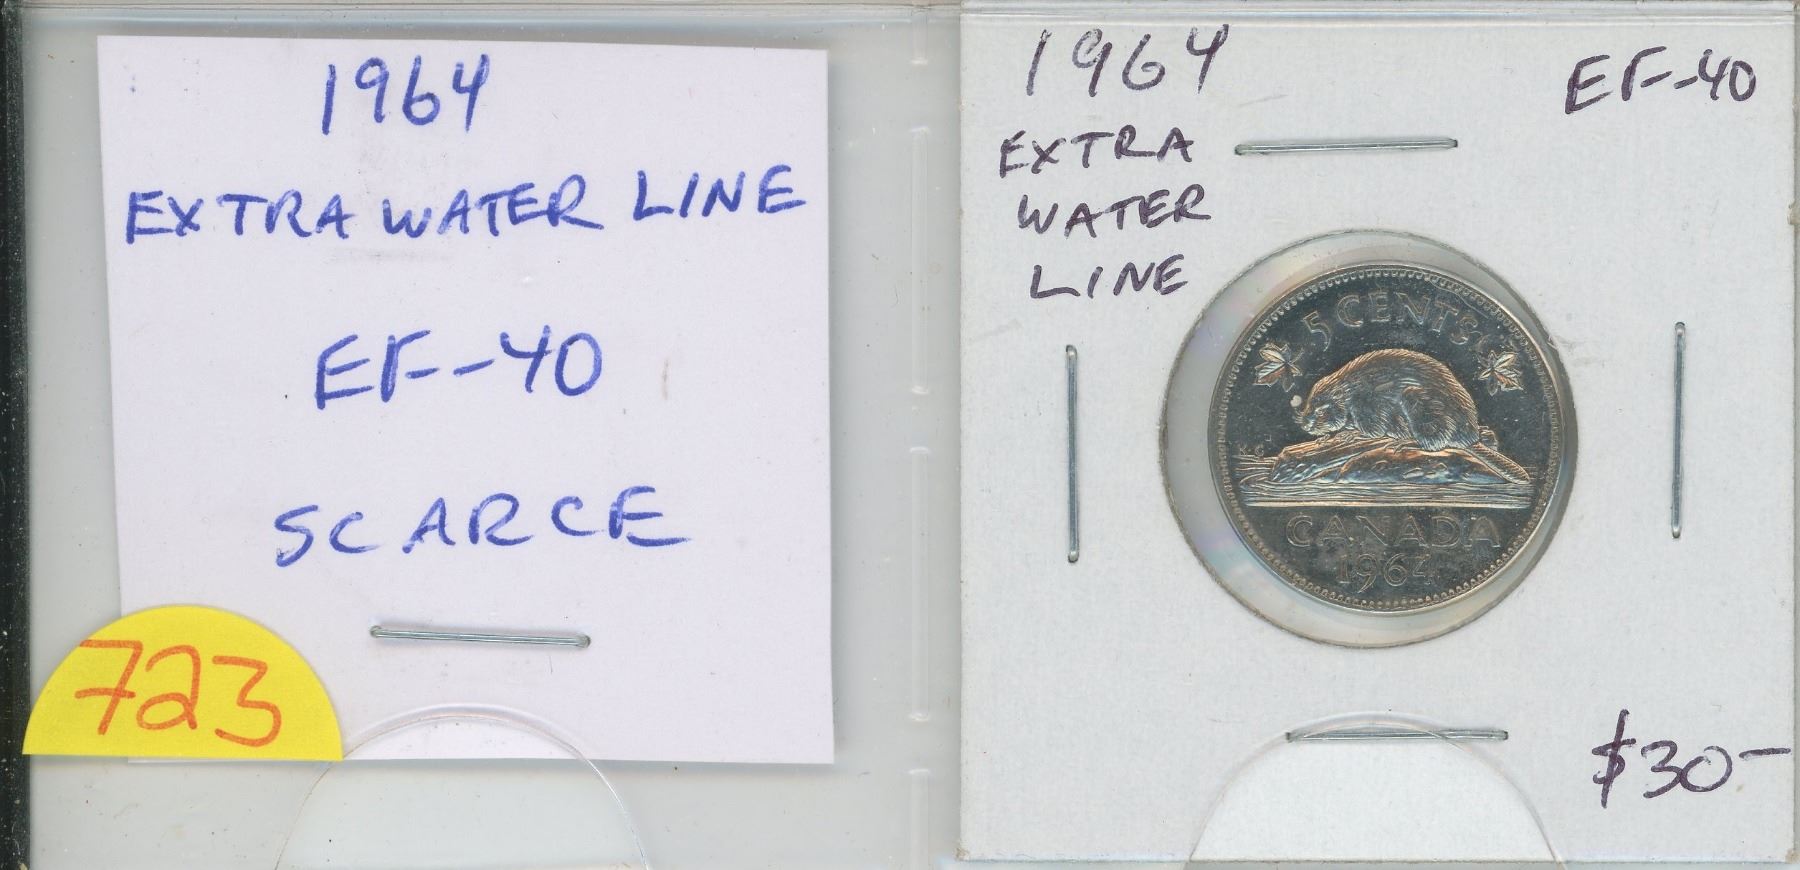 1964
EXTRA WATER LINE
EF-40
SCARCE
723
1964
EF-40
EXTRA
WATER
LINE
5 CENTS
K G
CANADA
1964
$30-